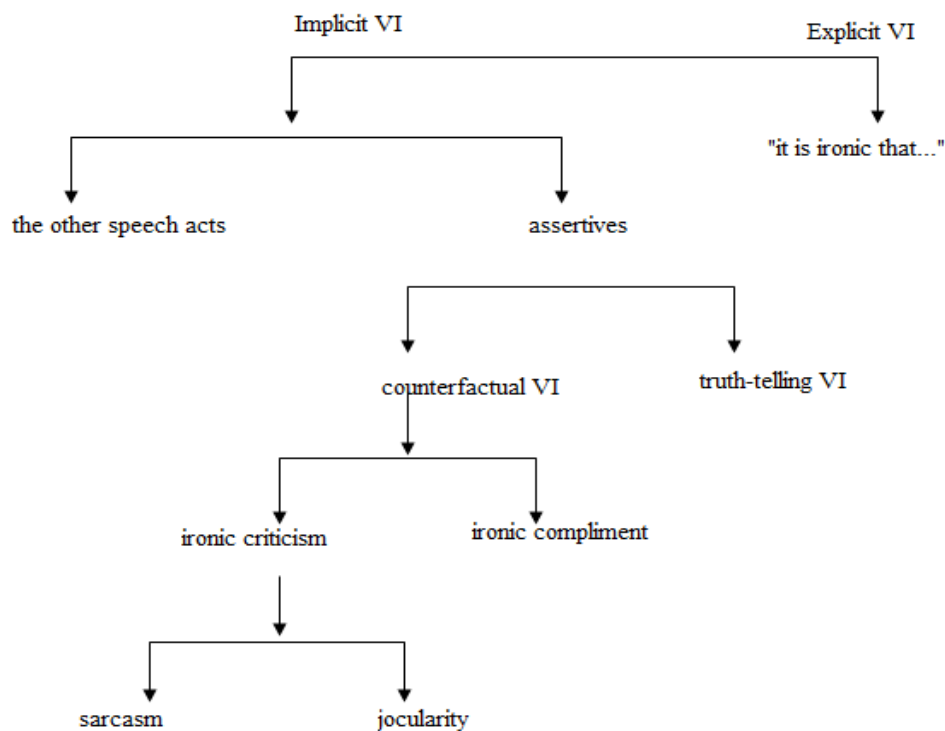 Implicit VI
Explicit VI
"it is ironic that..."
the other speech acts
assertives
counterfactual VI
truth-telling VI
ironic criticism
ironic compliment
sarcasm
jocularity